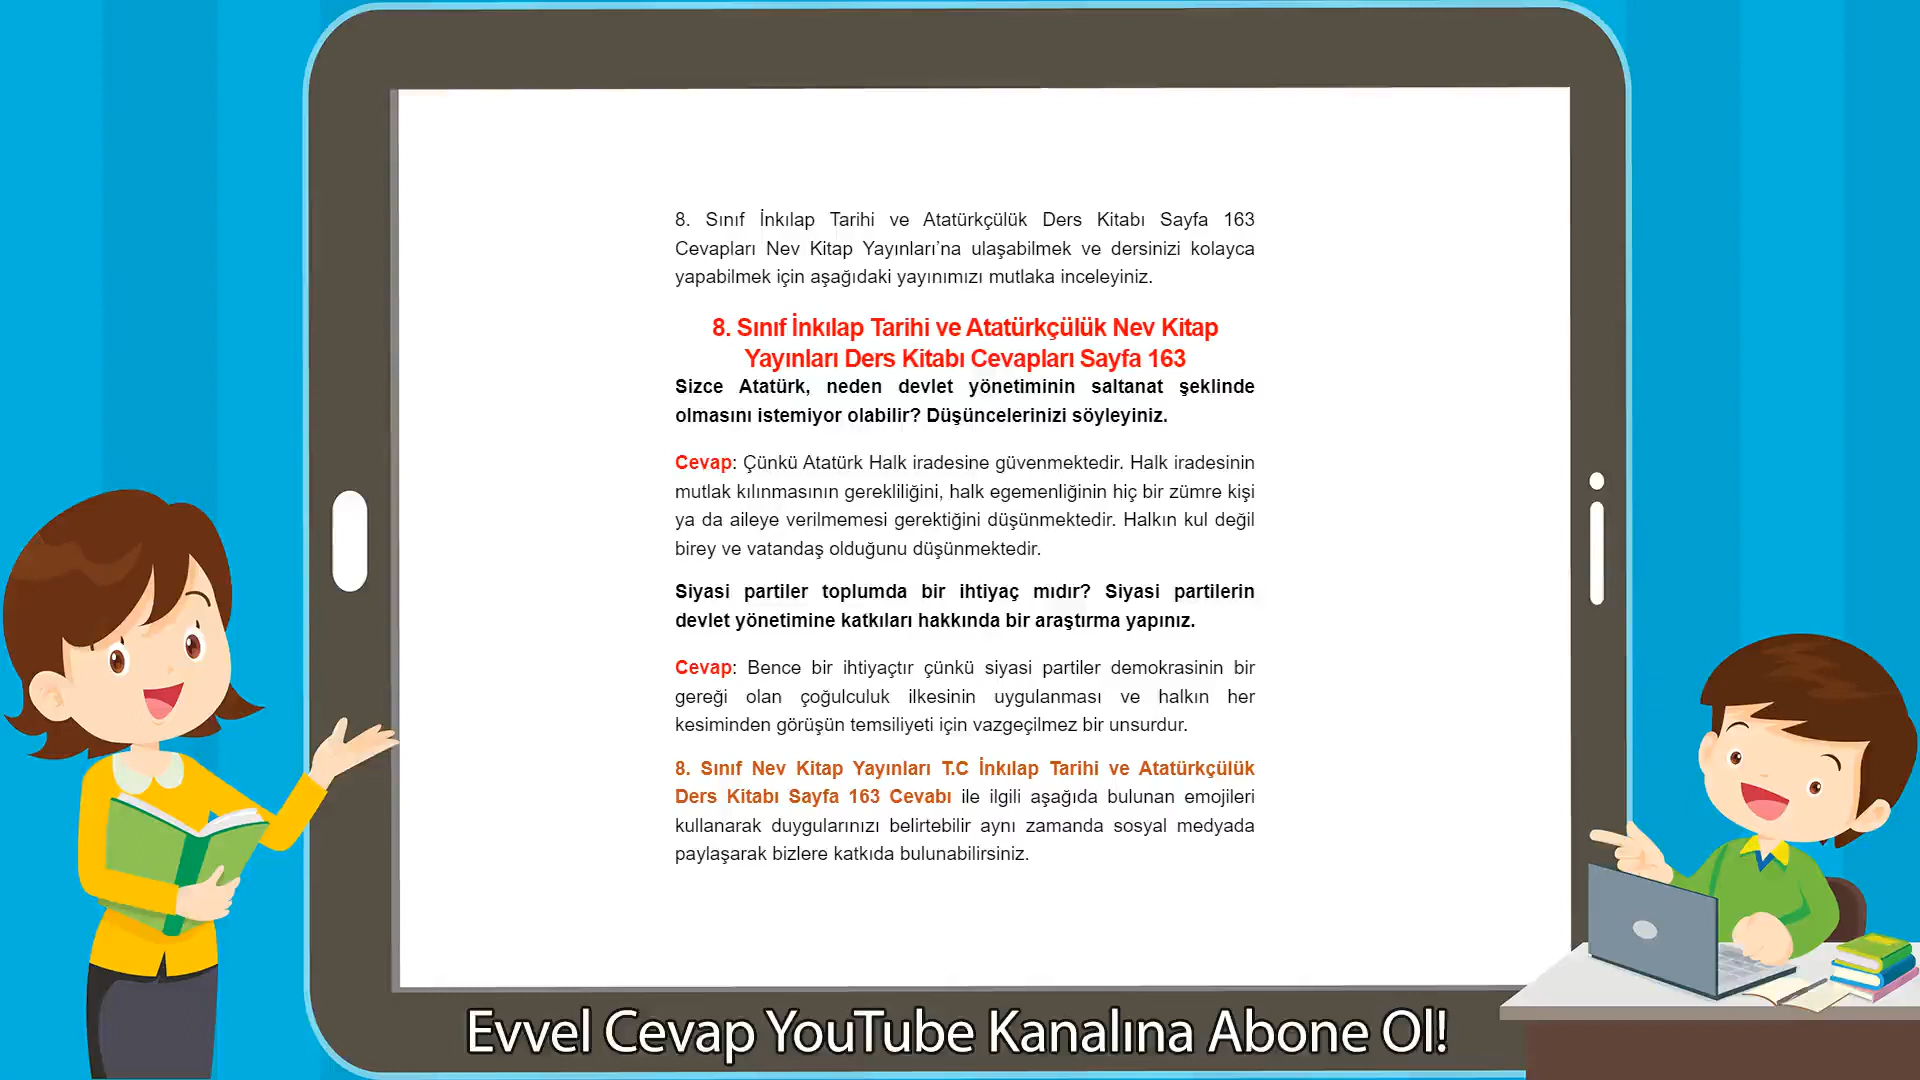 8. Sınıf İnkılap Tarihi ve Atatürkçülük Ders Kitabı Sayfa 163
Cevapları Nev Kitap Yayınları’na ulaşabilmek ve dersinizi kolayca
yapabilmek için aşağıdaki yayınımızı mutlaka inceleyiniz.
8. Sınıf İnkılap Tarihi ve Atatürkçülük Nev Kitap
Yayınları Ders Kitabı Cevapları Sayfa 163
Sizce Atatürk, neden devlet yönetiminin saltanat şeklinde
olmasını istemiyor olabilir? Düşüncelerinizi söyleyiniz.
Cevap: Çünkü Atatürk Halk iradesine güvenmektedir. Halk iradesinin
mutlak kılınmasının gerekliliğini, halk egemenliğinin hiç bir zümre kişi
ya da aileye verilmemesi gerektiğini düşünmektedir. Halkın kul değil
birey ve vatandaş olduğunu düşünmektedir.
Siyasi partiler toplumda bir ihtiyaç mıdır? Siyasi partilerin
devlet yönetimine katkıları hakkında bir araştırma yapınız.
Cevap: Bence bir ihtiyaçtır çünkü siyasi partiler demokrasinin bir
gereği olan çoğulculuk ilkesinin uygulanması ve halkın her
kesiminden görüşün temsiliyeti için vazgeçilmez bir unsurdur.
8. Sınıf Nev Kitap Yayınları T.C İnkılap Tarihi ve Atatürkçülük
Ders Kitabı Sayfa 163 Cevabı ile ilgili aşağıda bulunan emojileri
kullanarak duygularınızı belirtebilir aynı zamanda sosyal medyada
paylaşarak bizlere katkıda bulunabilirsiniz.
Evvel Cevap YouTube Kanalına Abone Ol!